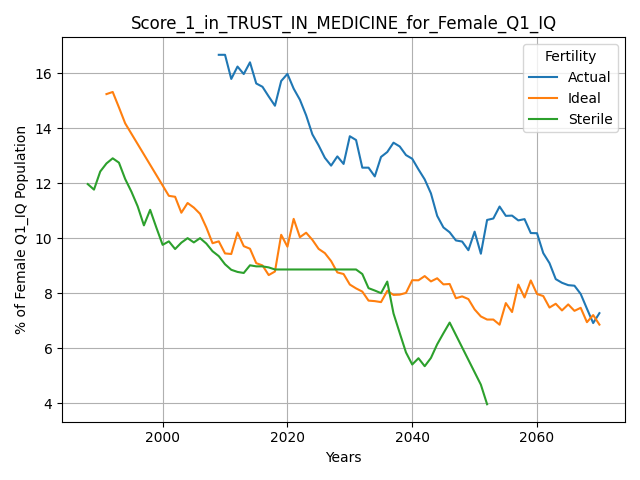 Score_1_in_TRUST_IN_MEDICINE_for_Female_Q1_IQ
Fertility
Actual
Ideal
Sterile
% of Female Q1_IQ Population
16
14
12
10
8
6
4
2000
2020
2040
2060
Years